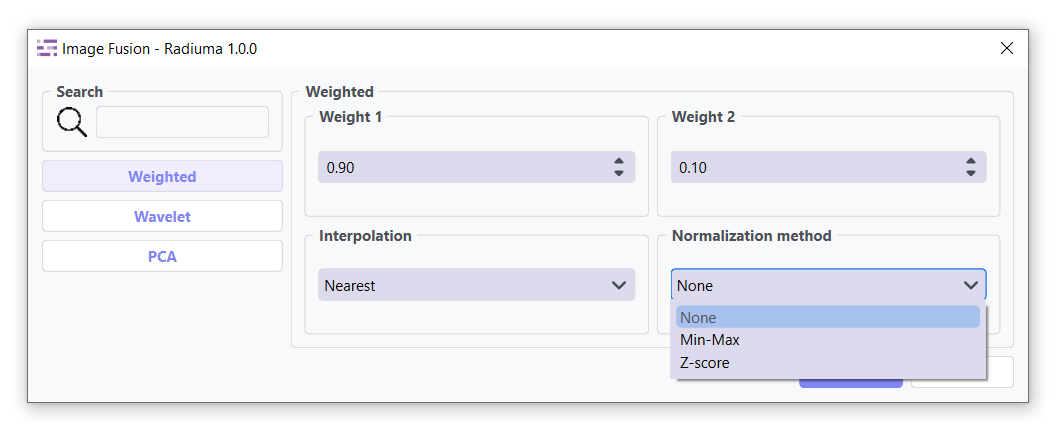 Image Fusion - Radiuma 1.0.0
Search
Weighted
Wavelet
PCA
Weighted
Weight 1
0.90
Weight 2
0.10
Interpolation
Nearest
Normalization method
None
None
Min-Max
Z-score